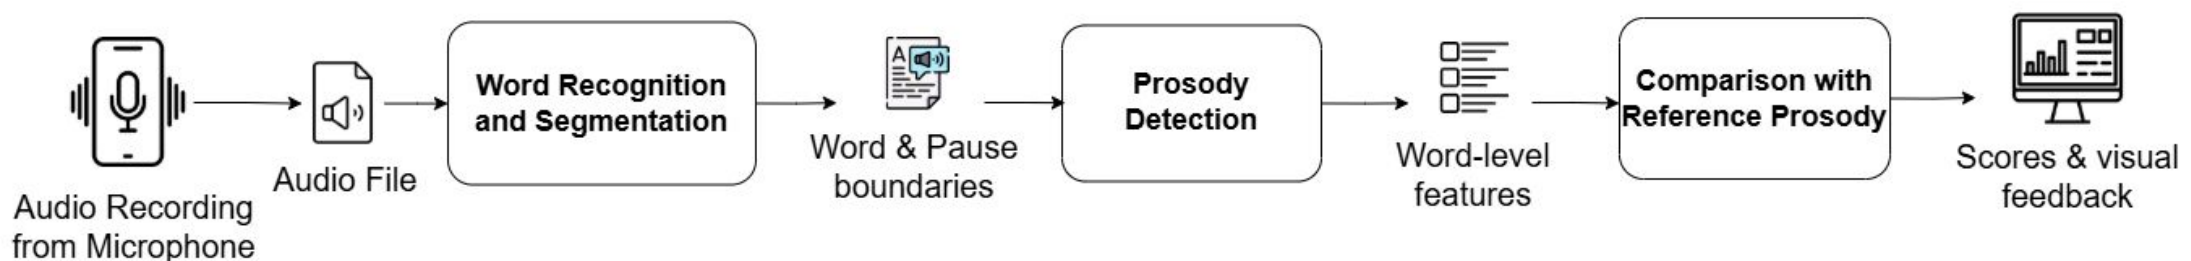 Audio Recording
from Microphone
Audio File
Word Recognition
and Segmentation
A
Word & Pause
boundaries
Prosody
Detection
Word-level
features
Comparison with
Reference Prosody
Scores & visual
feedback